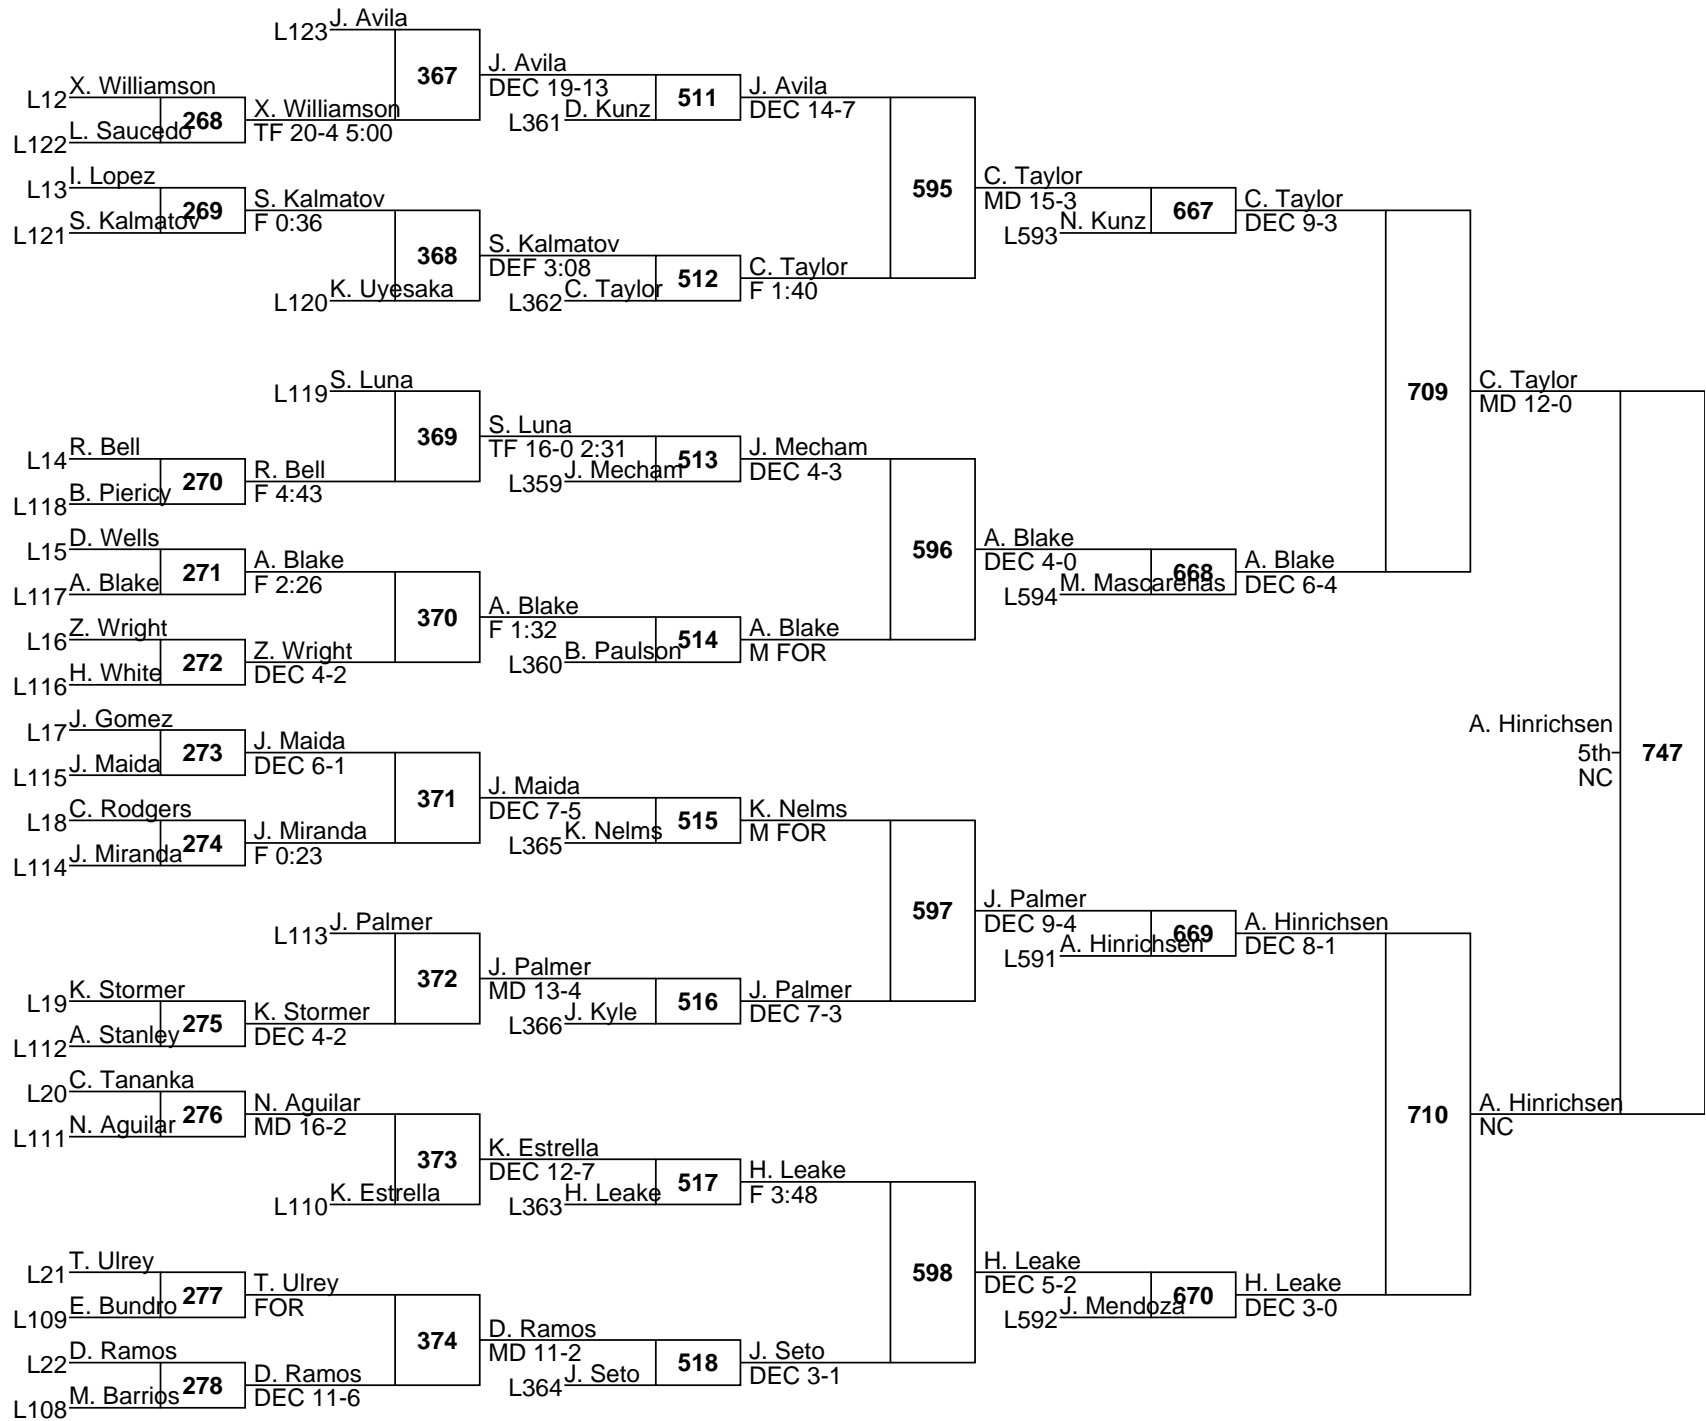 J. Avila
L123
367
J. Avila
DEC 19-13
511
J. Avila
DEC 14-7
X. Williamson
L12
268
X. Williamson
TF 20-4 5:00
L. Saucedo
L122
D. Kunz
L361
I. Lopez
L13
269
S. Kalmatov
F 0:36
S. Kalmatov
L121
595
C. Taylor
MD 15-3
667
C. Taylor
DEC 9-3
N. Kunz
L593
368
S. Kalmatov
DEF 3:08
512
C. Taylor
F 1:40
K. Uyesaka
L120
C. Taylor
L362
S. Luna
L119
709
C. Taylor
MD 12-0
369
S. Luna
TF 16-0 2:31
513
J. Mecham
DEC 4-3
R. Bell
L14
270
R. Bell
F 4:43
B. Piericy
L118
J. Mecham
L359
D. Wells
L15
271
A. Blake
F 2:26
A. Blake
L117
596
A. Blake
DEC 4-0
668
A. Blake
DEC 6-4
M. Mascarenas
L594
370
A. Blake
F 1:32
514
A. Blake
M FOR
Z. Wright
L16
272
Z. Wright
DEC 4-2
H. White
L116
B. Paulson
L360
J. Gomez
L17
273
J. Maida
DEC 6-1
J. Maida
L115
A. Hinrichsen
5th
NC
747
371
J. Maida
DEC 7-5
515
K. Nelms
M FOR
C. Rodgers
L18
274
J. Miranda
F 0:23
J. Miranda
L114
K. Nelms
L365
J. Palmer
L113
597
J. Palmer
DEC 9-4
669
A. Hinrichsen
DEC 8-1
A. Hinrichsen
L591
372
J. Palmer
MD 13-4
516
J. Palmer
DEC 7-3
K. Stormer
L19
275
K. Stormer
DEC 4-2
A. Stanley
L112
J. Kyle
L366
C. Tananka
L20
276
N. Aguilar
MD 16-2
N. Aguilar
L111
710
A. Hinrichsen
NC
373
K. Estrella
DEC 12-7
517
H. Leake
F 3:48
K. Estrella
L110
H. Leake
L363
T. Ulrey
L21
277
T. Ulrey
FOR
E. Bundro
L109
598
H. Leake
DEC 5-2
670
H. Leake
DEC 3-0
J. Mendoza
L592
374
D. Ramos
MD 11-2
518
J. Seto
DEC 3-1
D. Ramos
L22
278
D. Ramos
DEC 11-6
M. Barrios
L108
J. Seto
L364